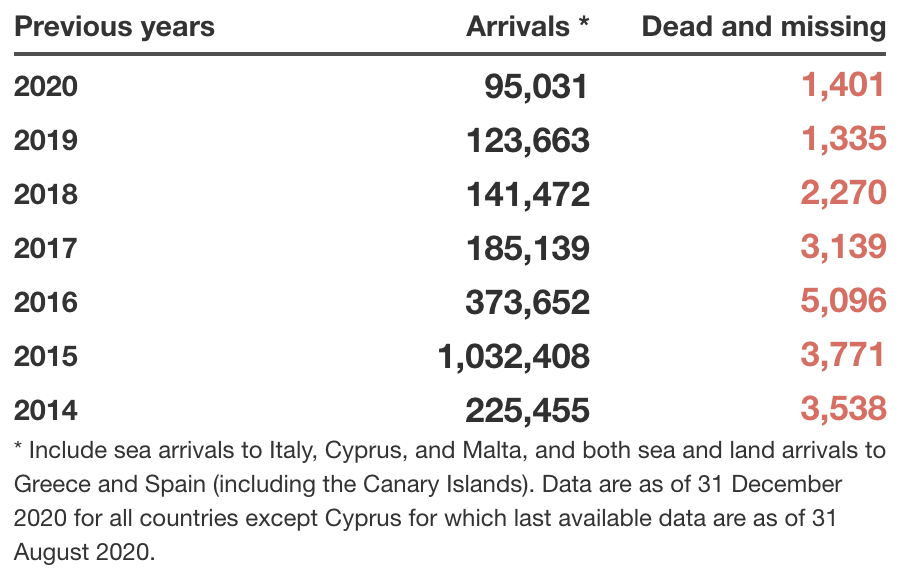 Previous years Arrivals * Dead and missing
2020 95,031 1,401
2019 123,663 1,335
2018 141,472 2,270
2017 185,139 3,139
2016 373,652 5,096
2015 1,032,408 3,771
2014 225,455 3,538
* Include sea arrivals to Italy, Cyprus, and Malta, and both sea and land arrivals to
Greece and Spain (including the Canary Islands). Data are as of 31 December
2020 for all countries except Cyprus for which last available data are as of 31
August 2020.